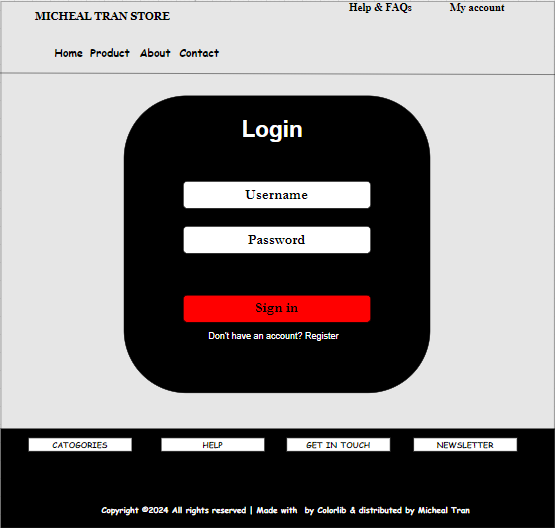 MICHEAL TRAN STORE
Help & FAQs My account
Home Product About Contact
Login
Username
Password
Sign in
Don't have an account? Register
CATOGORIES HELP GET IN TOUCH NEWSLETTER
Copyright ©2024 All rights reserved | Made with by Colorlib & distributed by Micheal Tran